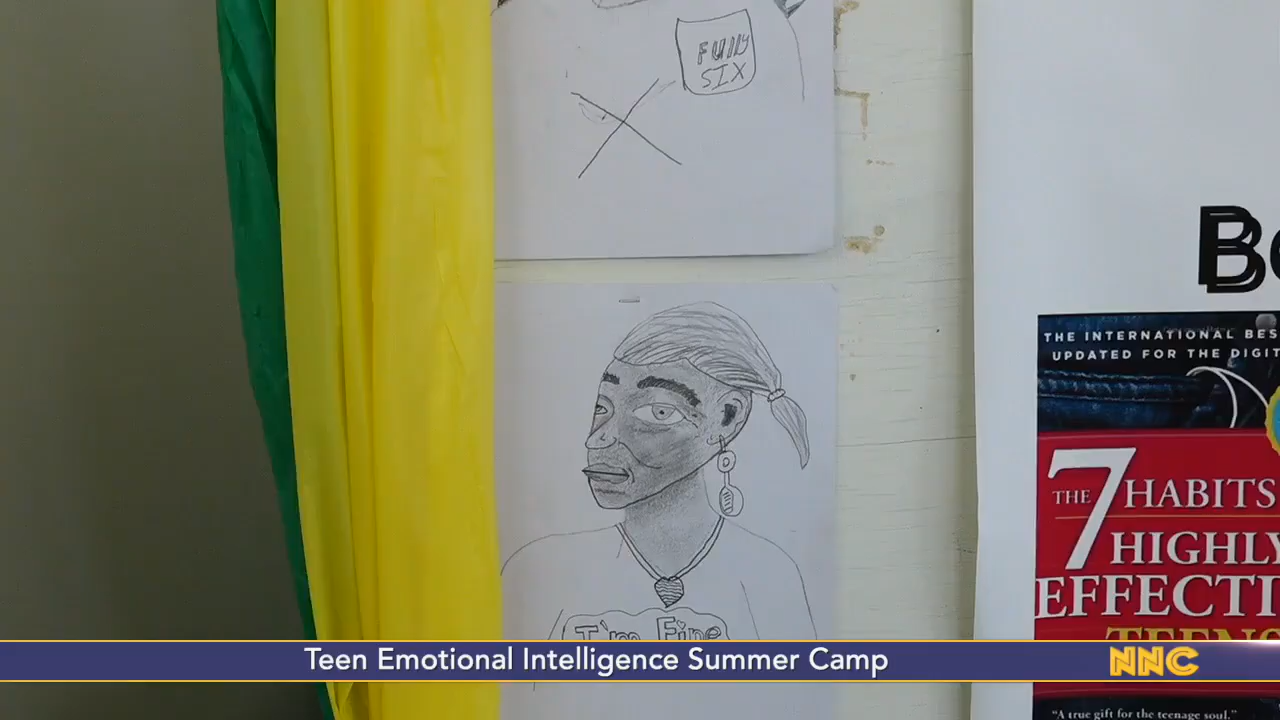 FUllY
SIX
Be
THE INTERNATIONAL BES
UPDATED FOR THE DIGIT
THE 7 HABITS
HIGHLY
EFFECTI
TEENS
I'm Fine
Teen Emotional Intelligence Summer Camp
NNC
"A true gift for the teenage soul."